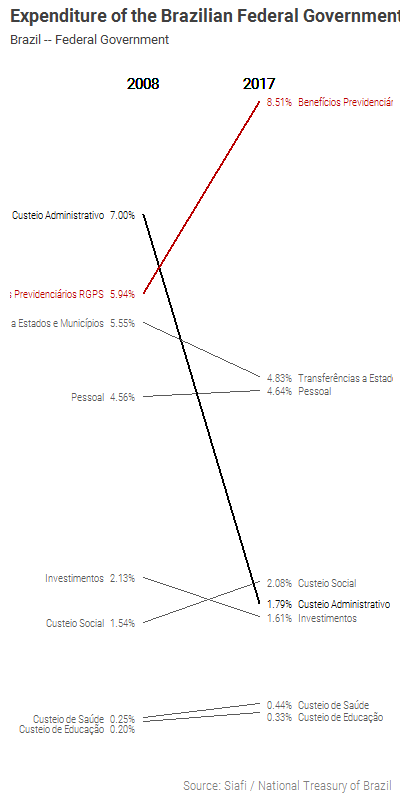 Expenditure of the Brazilian Federal Government
Brazil -- Federal Government
2008 2017
8.51% Benefícios
Custeio Administrativo 7.00%
Previdenciários RGPS 5.94%
a Estados e Municípios 5.55%
4.83% Transferências a
4.64% Pessoal
Pessoal 4.56%
Investimentos 2.13%
2.08% Custeio Social
1.79% Custeio Administrativo
1.61% Investimentos
Custeio Social 1.54%
0.44% Custeio de Saúde
0.33% Custeio de Educação
Custeio de Saúde 0.25%
Custeio de Educação 0.20%
Source: Siafi / National Treasury of Brazil